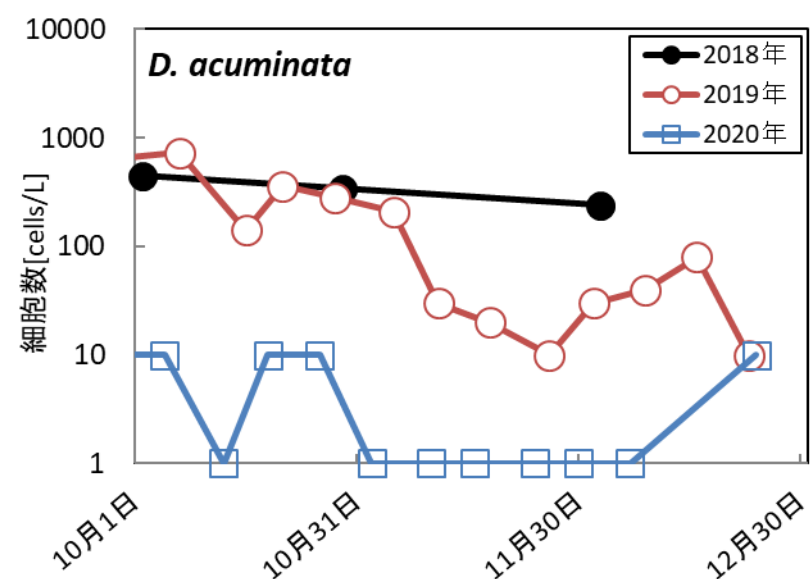 D. acuminata
2018年
2019年
2020年
細胞数[cells/L]
10000
1000
100
10
1
10月1日
10月31日
11月30日
12月30日